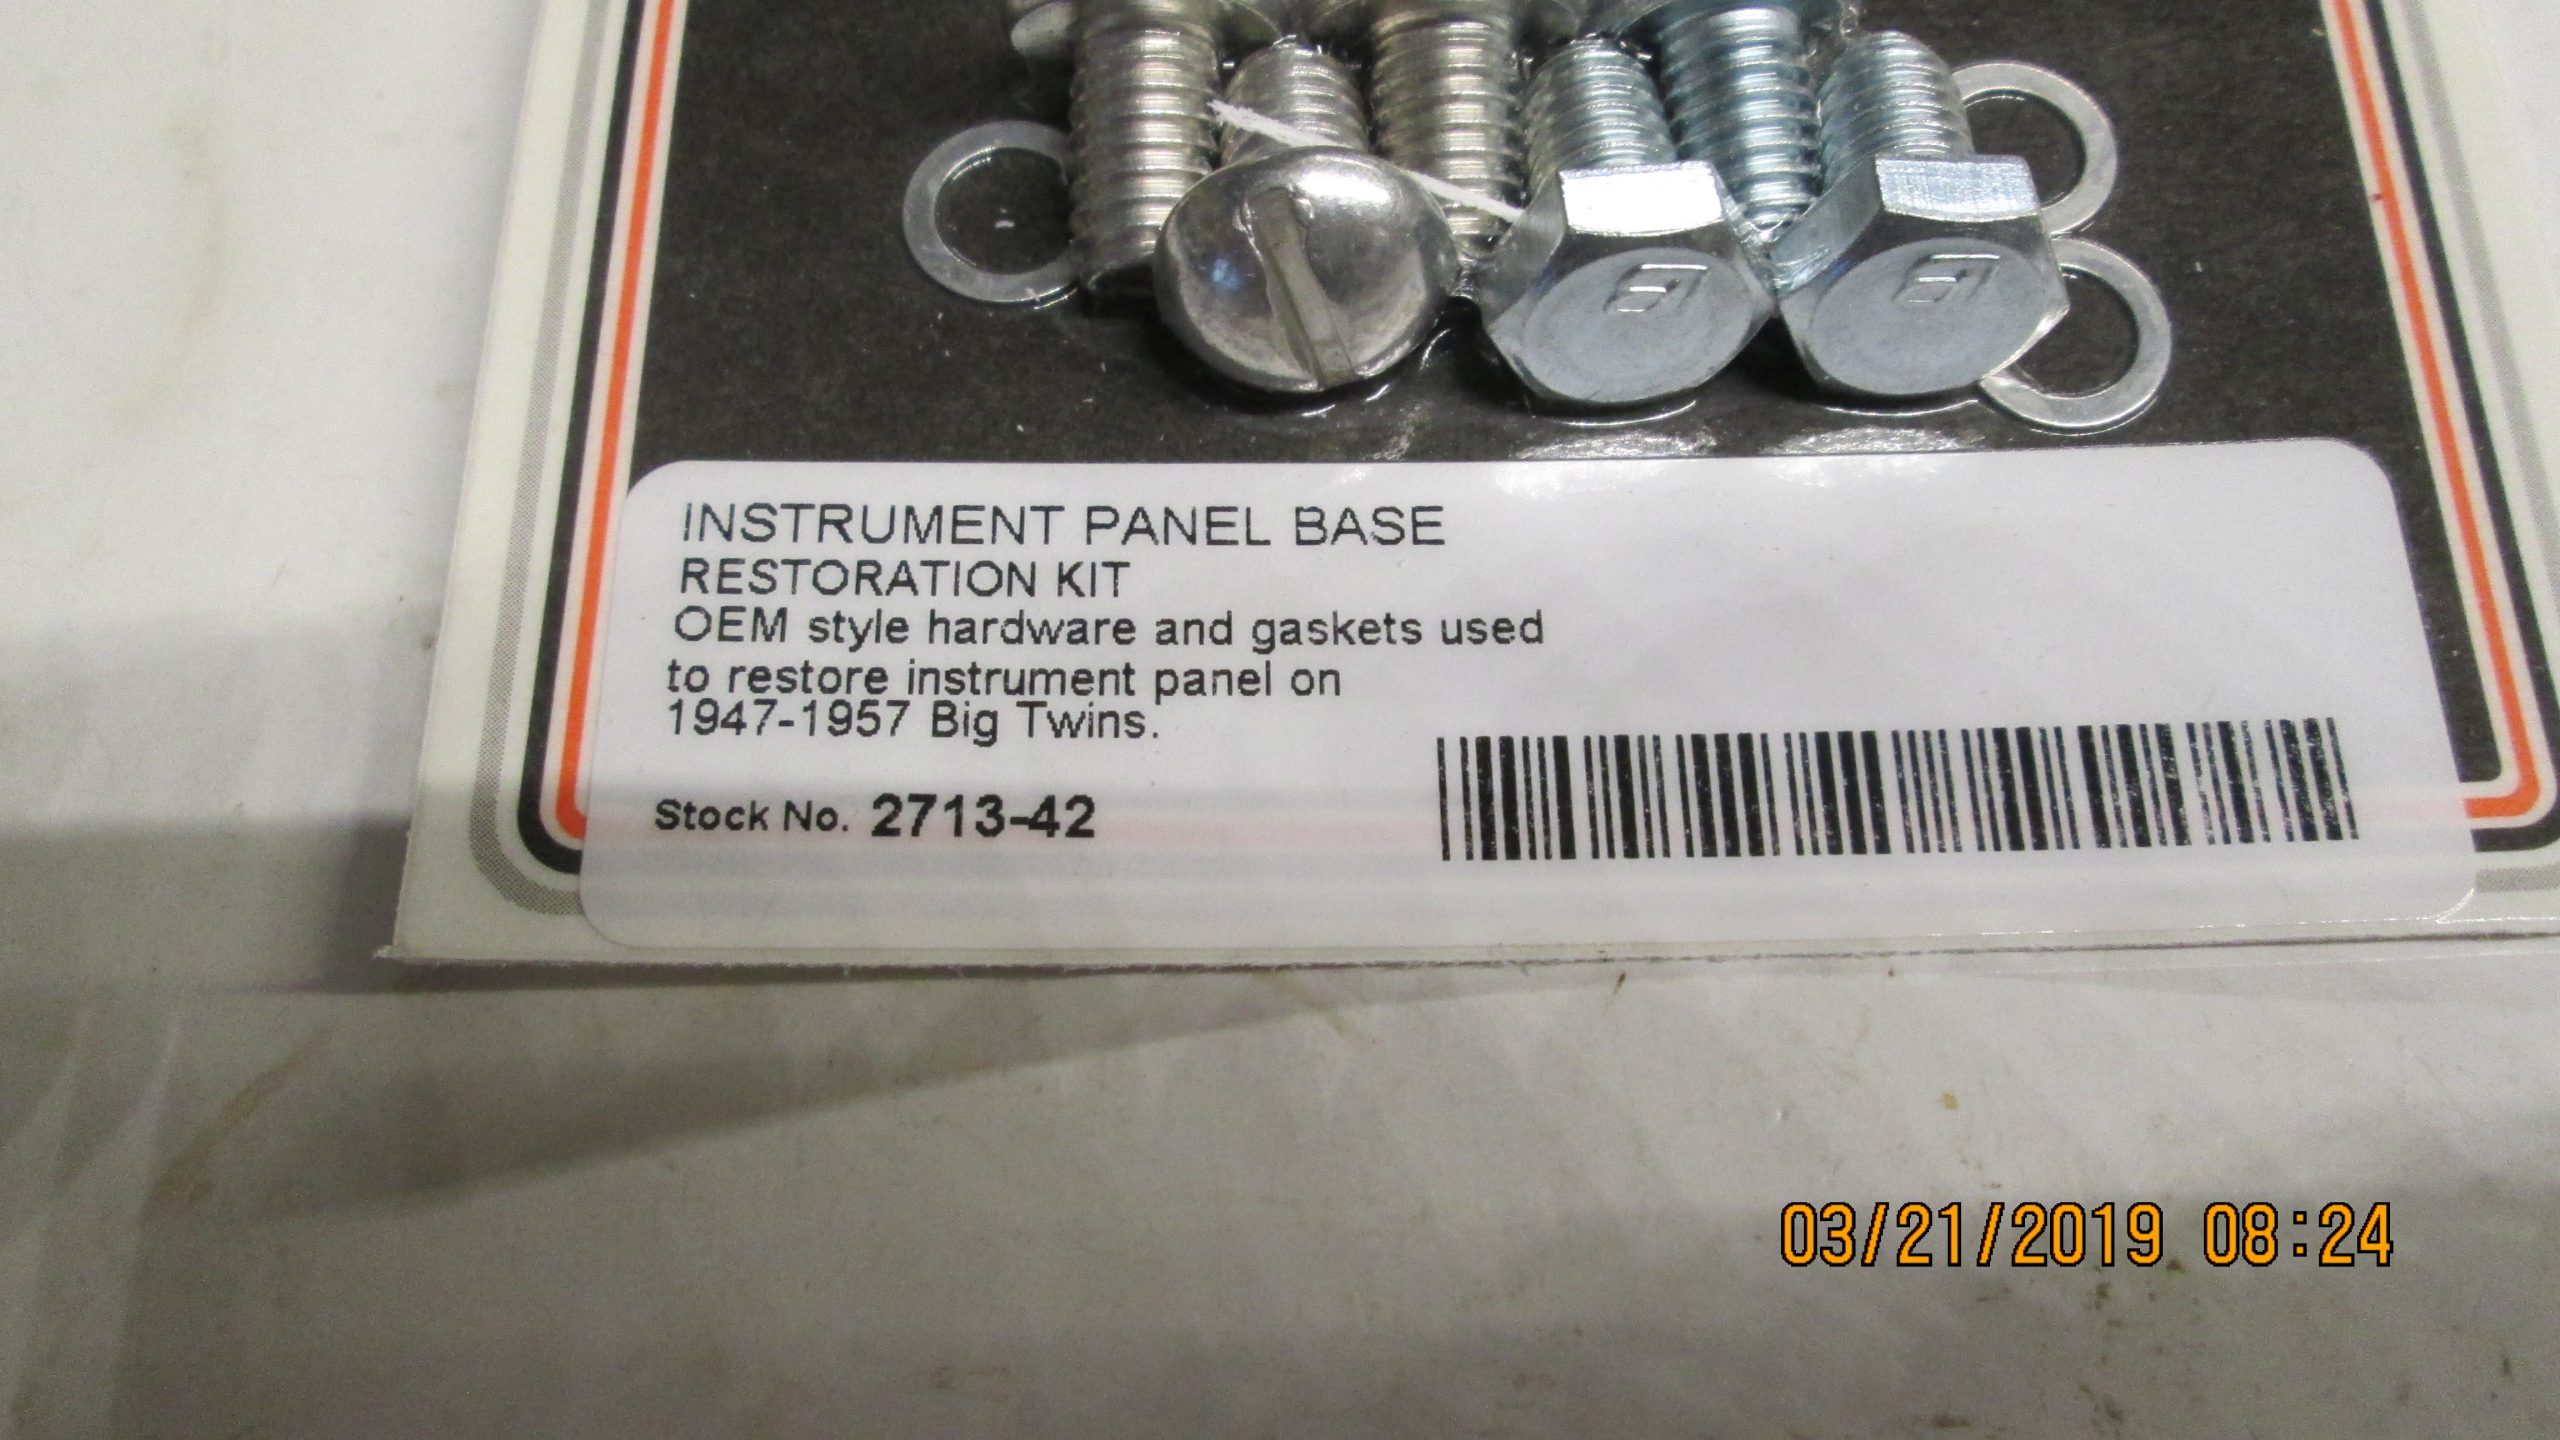 INSTRUMENT PANEL BASE
RESTORATION KIT
OEM style hardware and gaskets used
to restore instrument panel on
1947-1957 Big Twins.
Stock No. 2713-42
03/21/2019 08:24